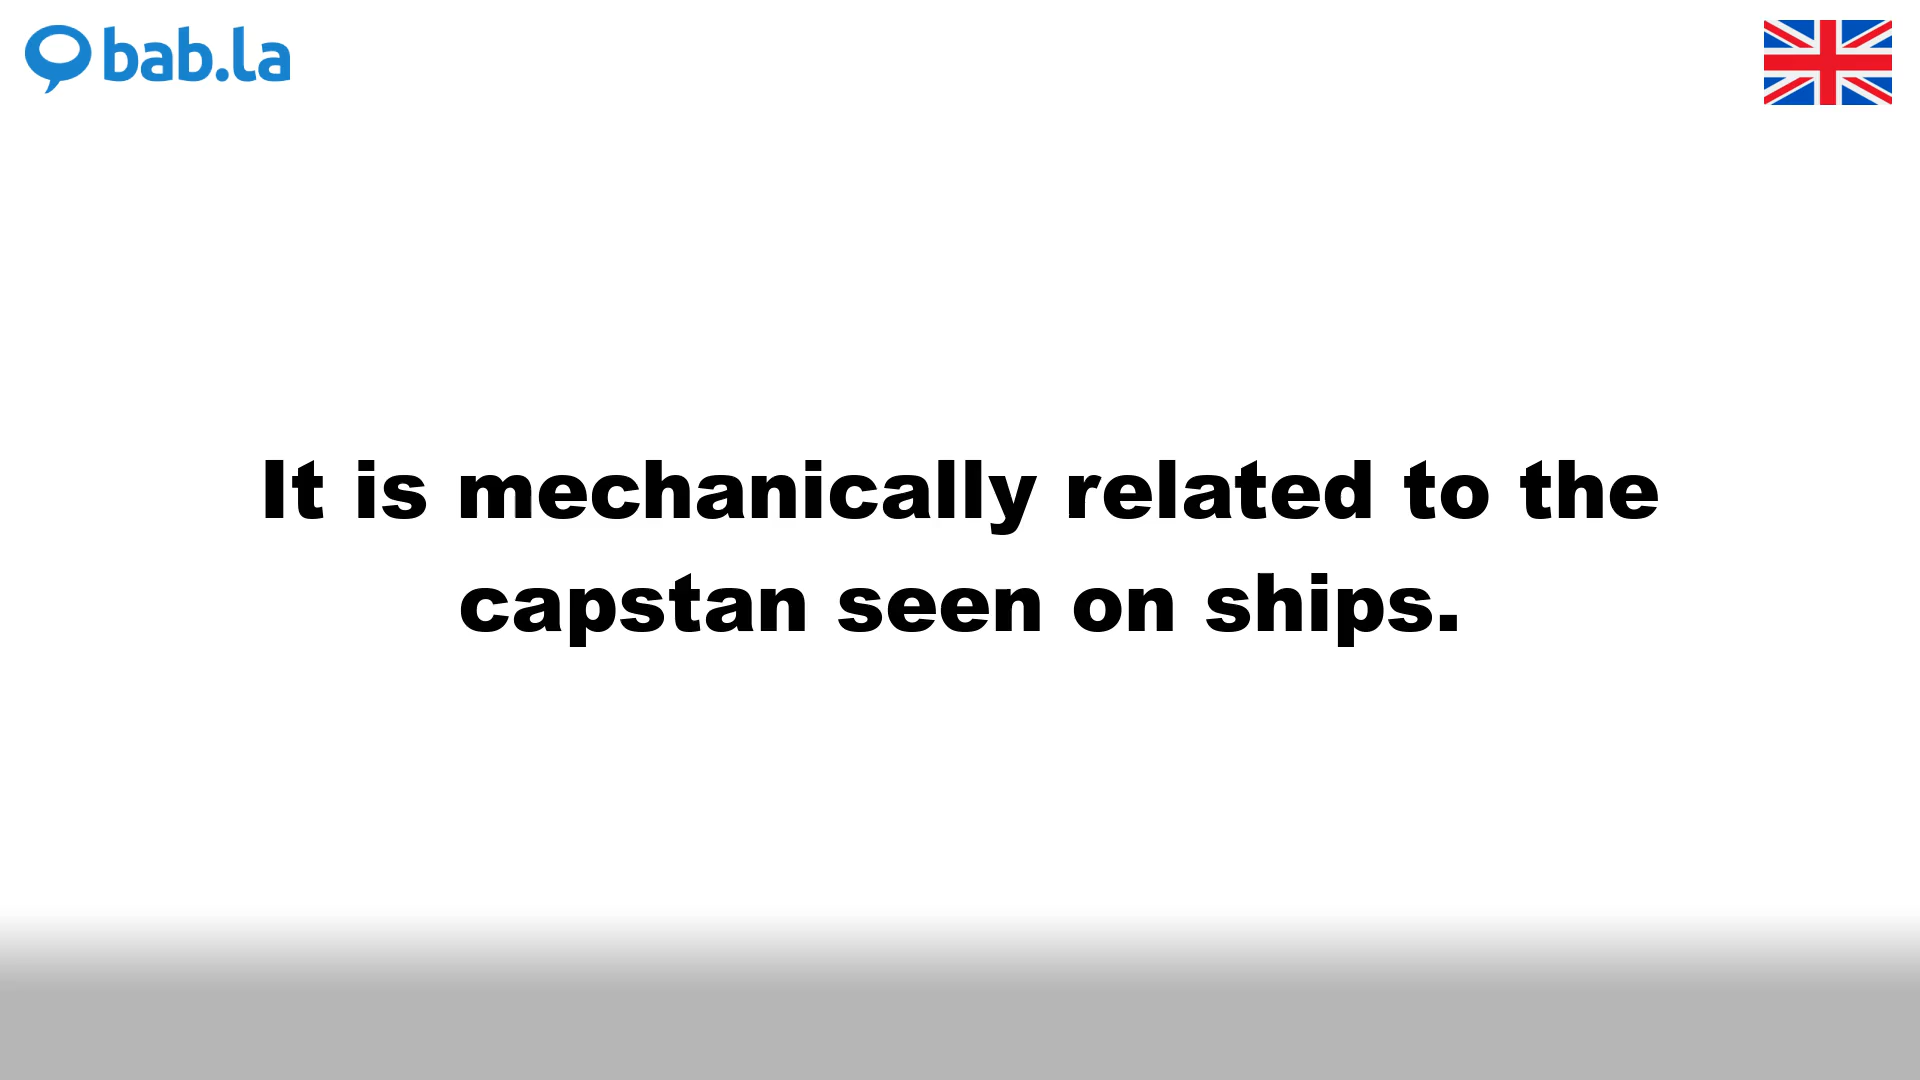 bab.la
It is mechanically related to the
capstan seen on ships.